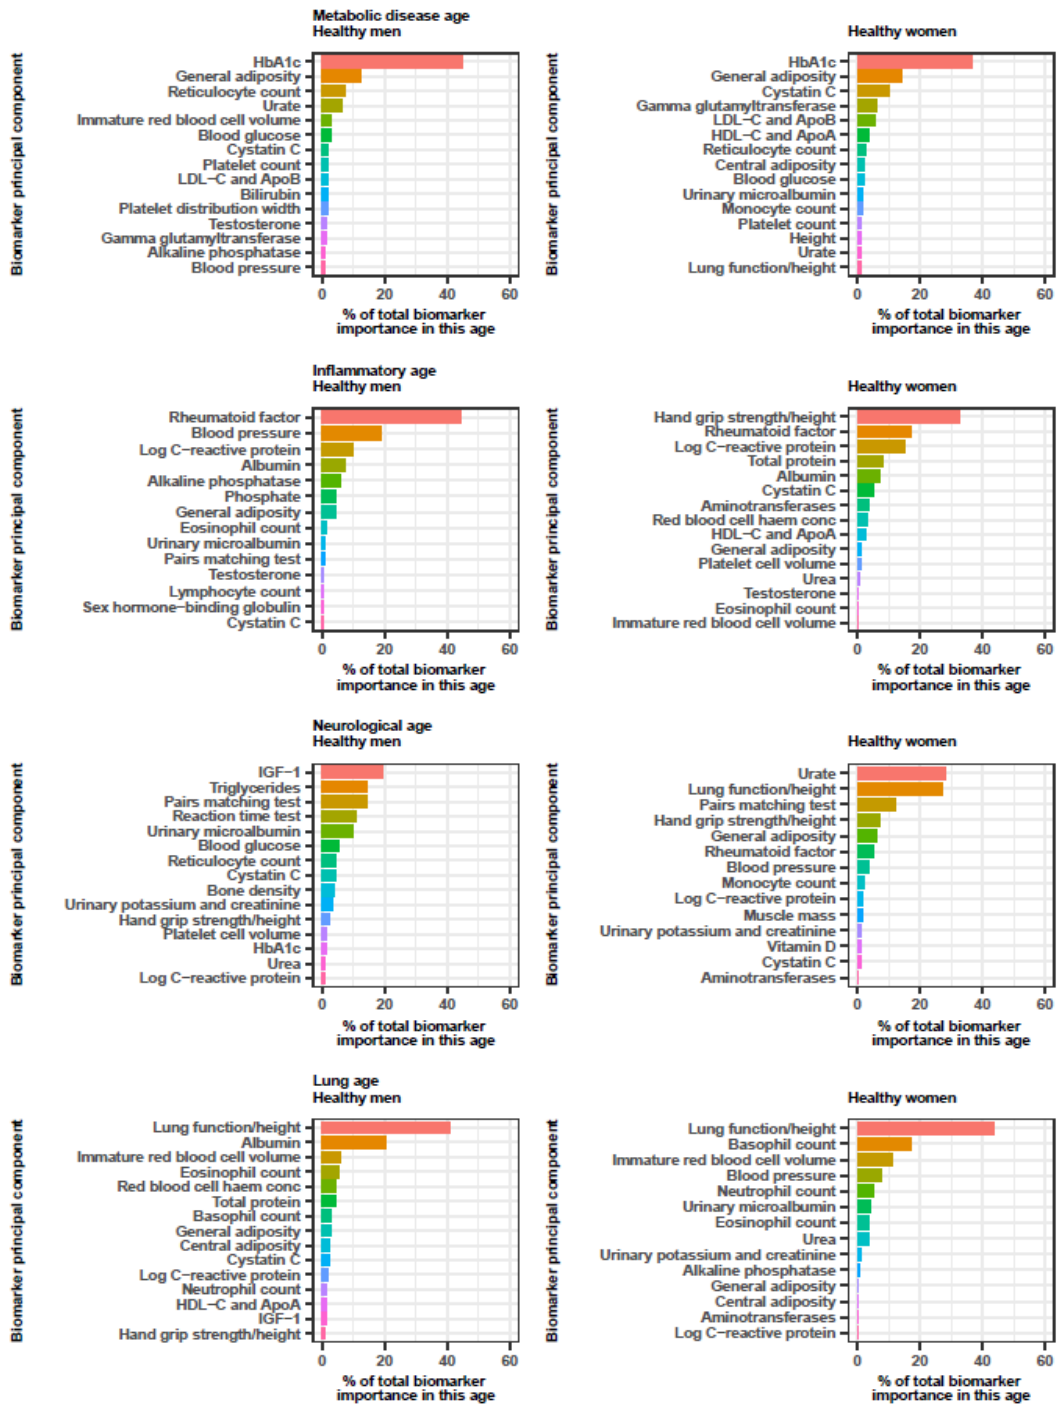 Metabolic disease age
Healthy men
Biomarker principal component
HbA1c
General adiposity
Reticulocyte count
Urate
Immature red blood cell volume
Blood glucose
Cystatin C
Platelet count
LDL−C and ApoB
Bilirubin
Platelet distribution width
Testosterone
Gamma glutamyltransferase
Alkaline phosphatase
Blood pressure
0 20 40 60
% of total biomarker
importance in this age
Healthy women
Biomarker principal component
HbA1c
General adiposity
Cystatin C
Gamma glutamyltransferase
LDL−C and ApoB
HDL−C and ApoA
Reticulocyte count
Central adiposity
Blood glucose
Urinary microalbumin
Monocyte count
Platelet count
Height
Urate
Lung function/height
0 20 40 60
% of total biomarker
importance in this age
Inflammatory age
Healthy men
Biomarker principal component
Rheumatoid factor
Blood pressure
Log C−reactive protein
Albumin
Alkaline phosphatase
Phosphate
General adiposity
Eosinophil count
Urinary microalbumin
Pairs matching test
Testosterone
Lymphocyte count
Sex hormone−binding globulin
Cystatin C
0 20 40 60
% of total biomarker
importance in this age
Healthy women
Biomarker principal component
Hand grip strength/height
Rheumatoid factor
Log C−reactive protein
Total protein
Albumin
Cystatin C
Aminotransferases
Red blood cell haem conc
HDL−C and ApoA
General adiposity
Platelet cell volume
Urea
Testosterone
Eosinophil count
Immature red blood cell volume
0 20 40 60
% of total biomarker
importance in this age
Neurological age
Healthy men
Biomarker principal component
IGF−1
Triglycerides
Pairs matching test
Reaction time test
Urinary microalbumin
Blood glucose
Reticulocyte count
Cystatin C
Bone density
Urinary potassium and creatinine
Hand grip strength/height
Platelet cell volume
HbA1c
Urea
Log C−reactive protein
0 20 40 60
% of total biomarker
importance in this age
Healthy women
Biomarker principal component
Urate
Lung function/height
Pairs matching test
Hand grip strength/height
General adiposity
Rheumatoid factor
Blood pressure
Monocyte count
Log C−reactive protein
Muscle mass
Urinary potassium and creatinine
Vitamin D
Cystatin C
Aminotransferases
0 20 40 60
% of total biomarker
importance in this age
Lung age
Healthy men
Biomarker principal component
Lung function/height
Albumin
Immature red blood cell volume
Eosinophil count
Red blood cell haem conc
Total protein
Basophil count
General adiposity
Central adiposity
Cystatin C
Log C−reactive protein
Neutrophil count
HDL−C and ApoA
IGF−1
Hand grip strength/height
0 20 40 60
% of total biomarker
importance in this age
Healthy women
Biomarker principal component
Lung function/height
Basophil count
Immature red blood cell volume
Blood pressure
Neutrophil count
Urinary microalbumin
Eosinophil count
Urea
Urinary potassium and creatinine
Alkaline phosphatase
General adiposity
Central adiposity
Aminotransferases
Log C−reactive protein
0 20 40 60
% of total biomarker
importance in this age